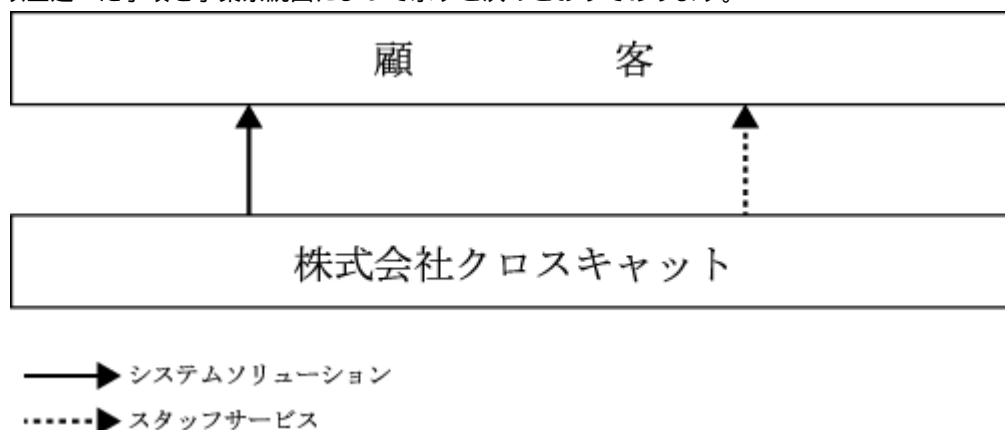 顧客
株式会社クロスキャット
システムソリューション
スタッフサービス